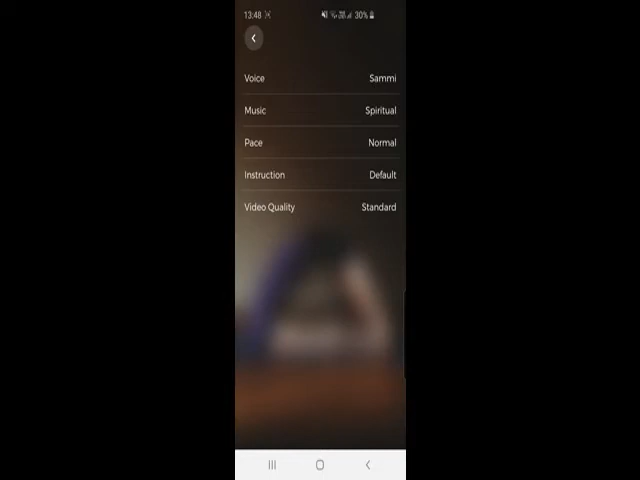 13:48 30%
Voice Sammi
Music Spiritual
Pace Normal
Instruction Default
Video Quality Standard